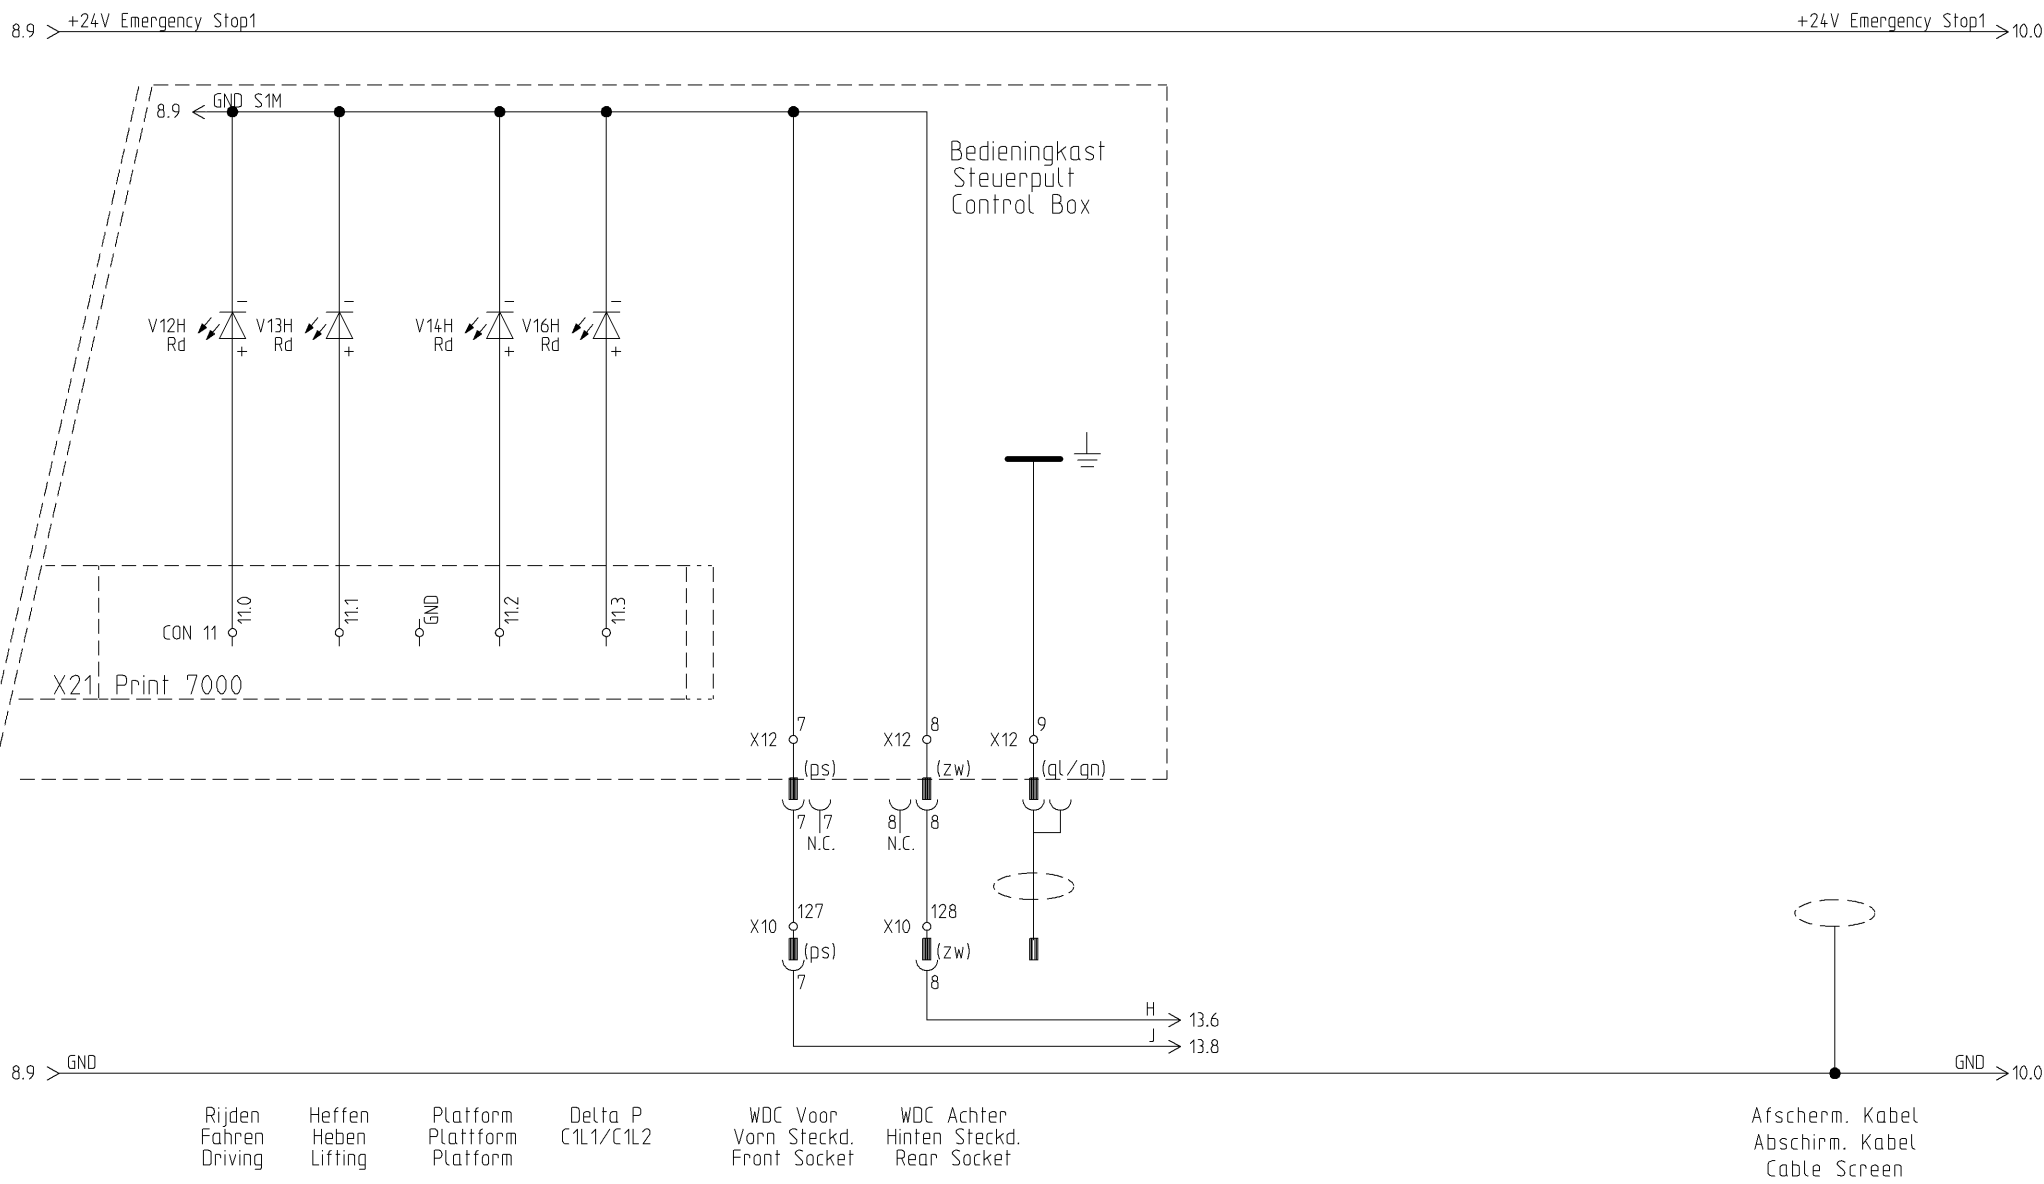 +24V Emergency Stop1
+24V Emergency Stop1
8.9
10.0
GND S1M
8.9
Bedieningkast
Steuerpult
Control Box
V12H
Rd
V13H
Rd
V14H
Rd
V16H
Rd
−
+
−
+
−
+
−
+
CON 11
11.0
11.1
GND
11.2
11.3
X21
Print 7000
7
8
9
X12
X12
X12
(ps)
(zw)
(gl/gn)
7
7
8
8
N.C.
N.C.
127
128
X10
X10
(ps)
(zw)
7
8
H
13.6
J
13.8
GND
GND
8.9
10.0
Rijden
Fahren
Driving
Heffen
Heben
Lifting
Platform
Plattform
Platform
Delta P
C1L1/C1L2
WDC Voor
Vorn Steckd.
Front Socket
WDC Achter
Hinten Steckd.
Rear Socket
Afscherm. Kabel
Abschirm. Kabel
Cable Screen